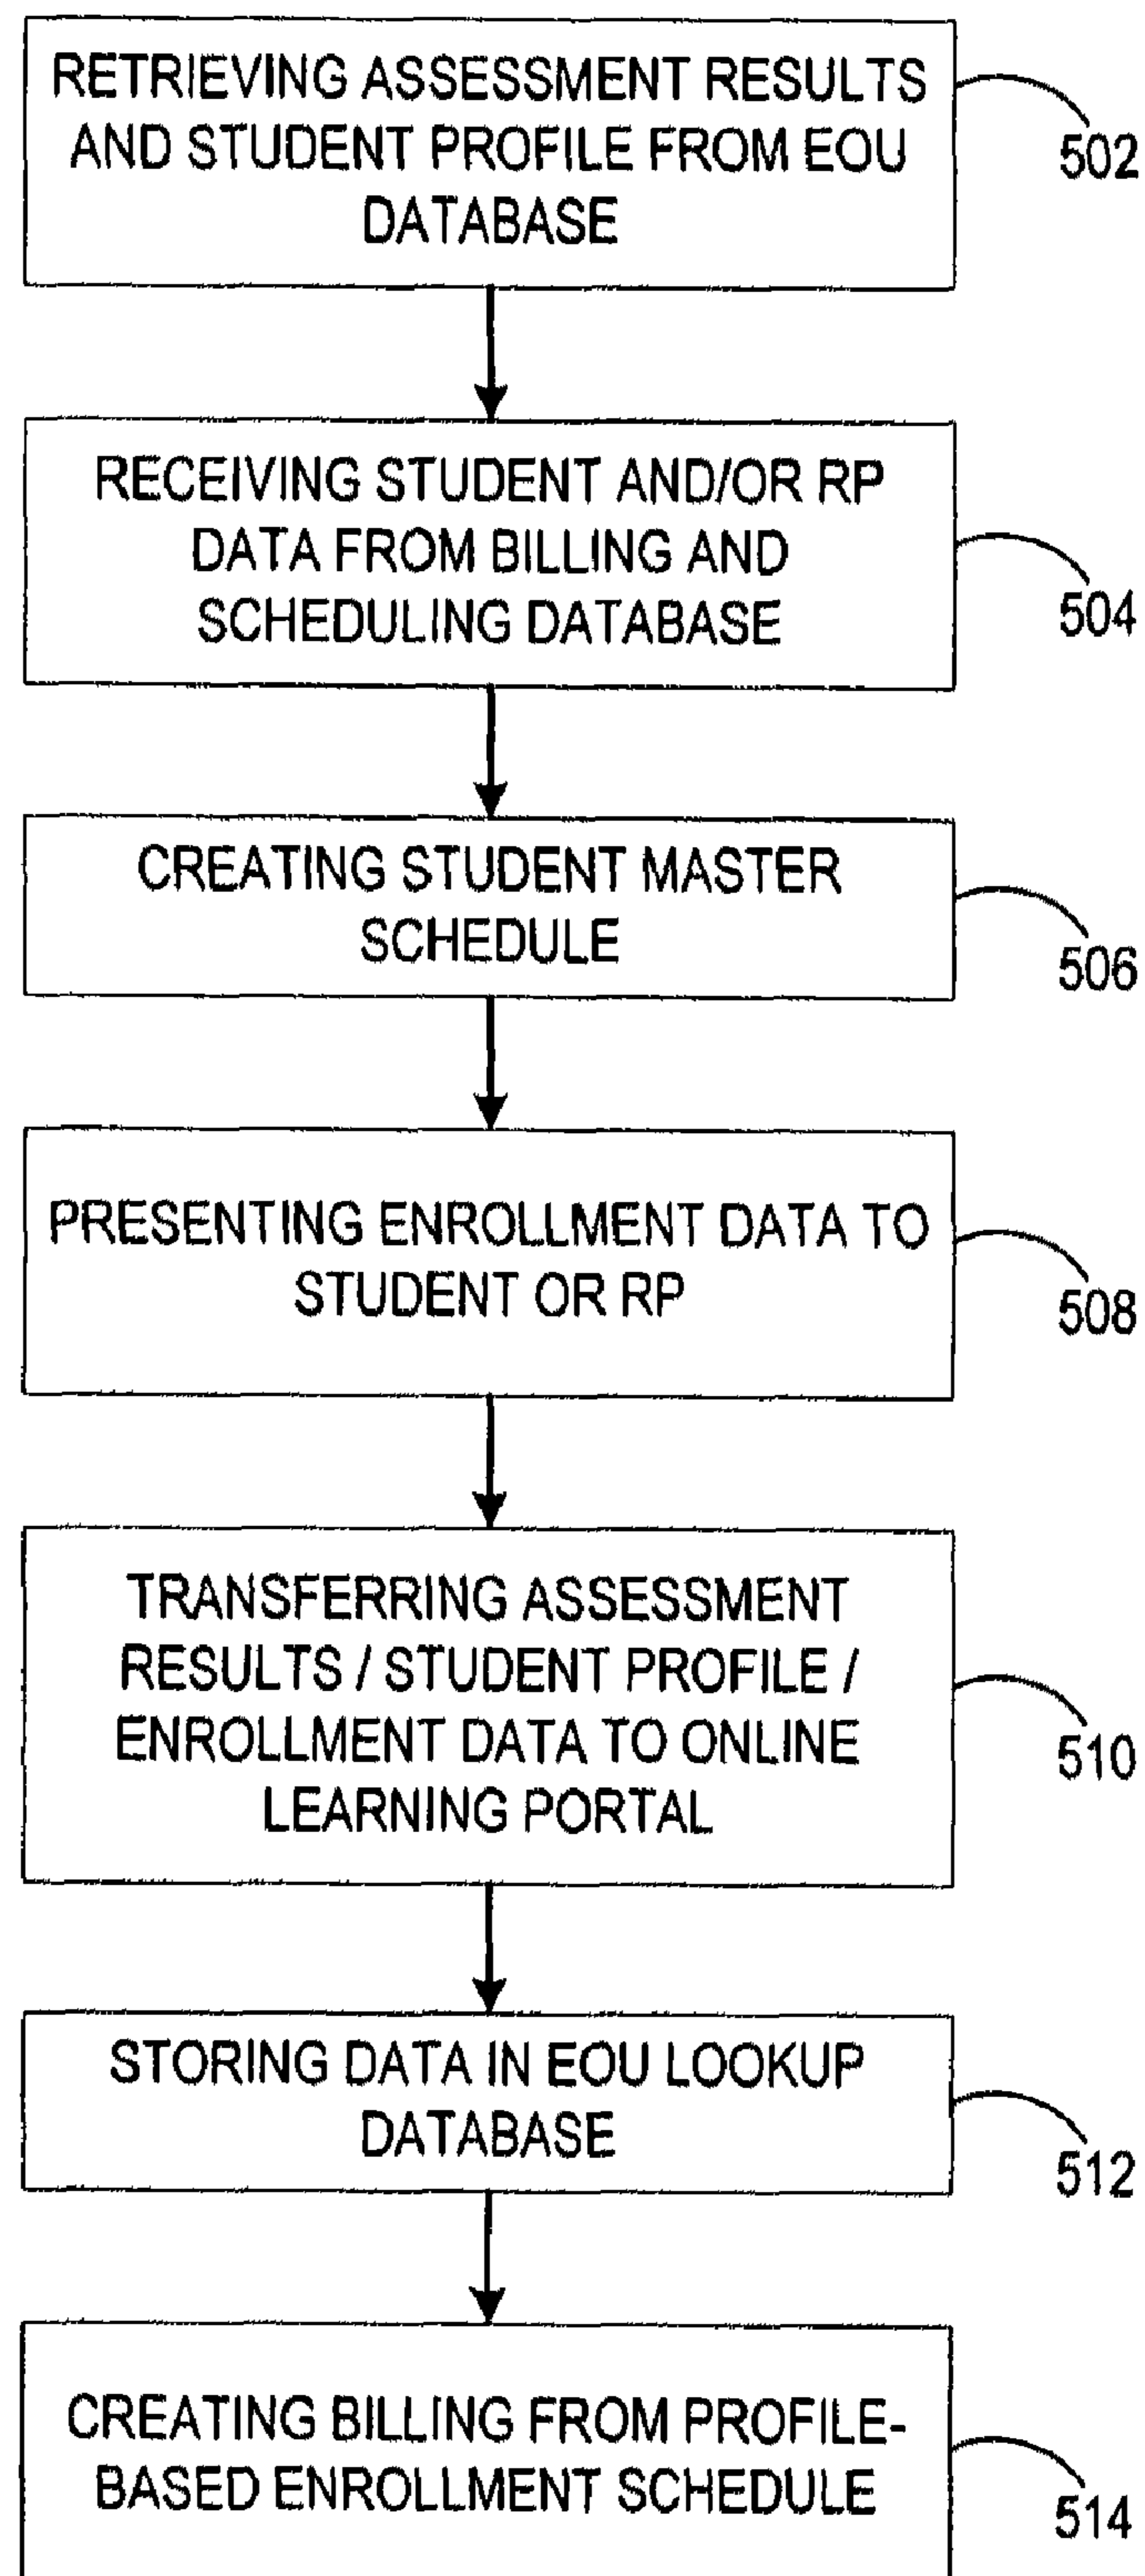 RETRIEVING ASSESSMENT RESULTS
AND STUDENT PROFILE FROM EOU
DATABASE
502
RECEIVING STUDENT AND/OR RP
DATA FROM BILLING AND
SCHEDULING DATABASE
504
CREATING STUDENT MASTER
SCHEDULE
506
PRESENTING ENROLLMENT DATA TO
STUDENT OR RP
508
TRANSFERRING ASSESSMENT
RESULTS / STUDENT PROFILE /
ENROLLMENT DATA TO ONLINE
LEARNING PORTAL
510
STORING DATA IN EOU LOOKUP
DATABASE
512
CREATING BILLING FROM PROFILE-
BASED ENROLLMENT SCHEDULE
514